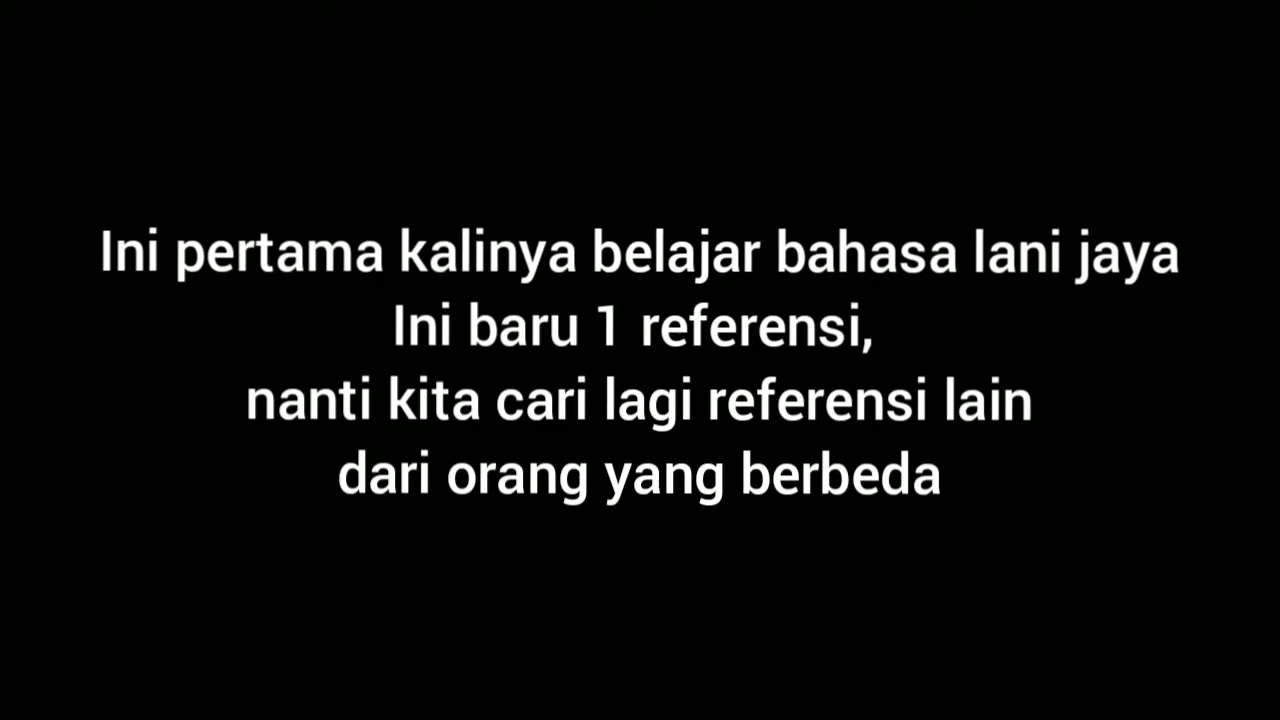 Ini pertama kalinya belajar bahasa lani jaya
Ini baru 1 referensi,
nanti kita cari lagi referensi lain
dari orang yang berbeda